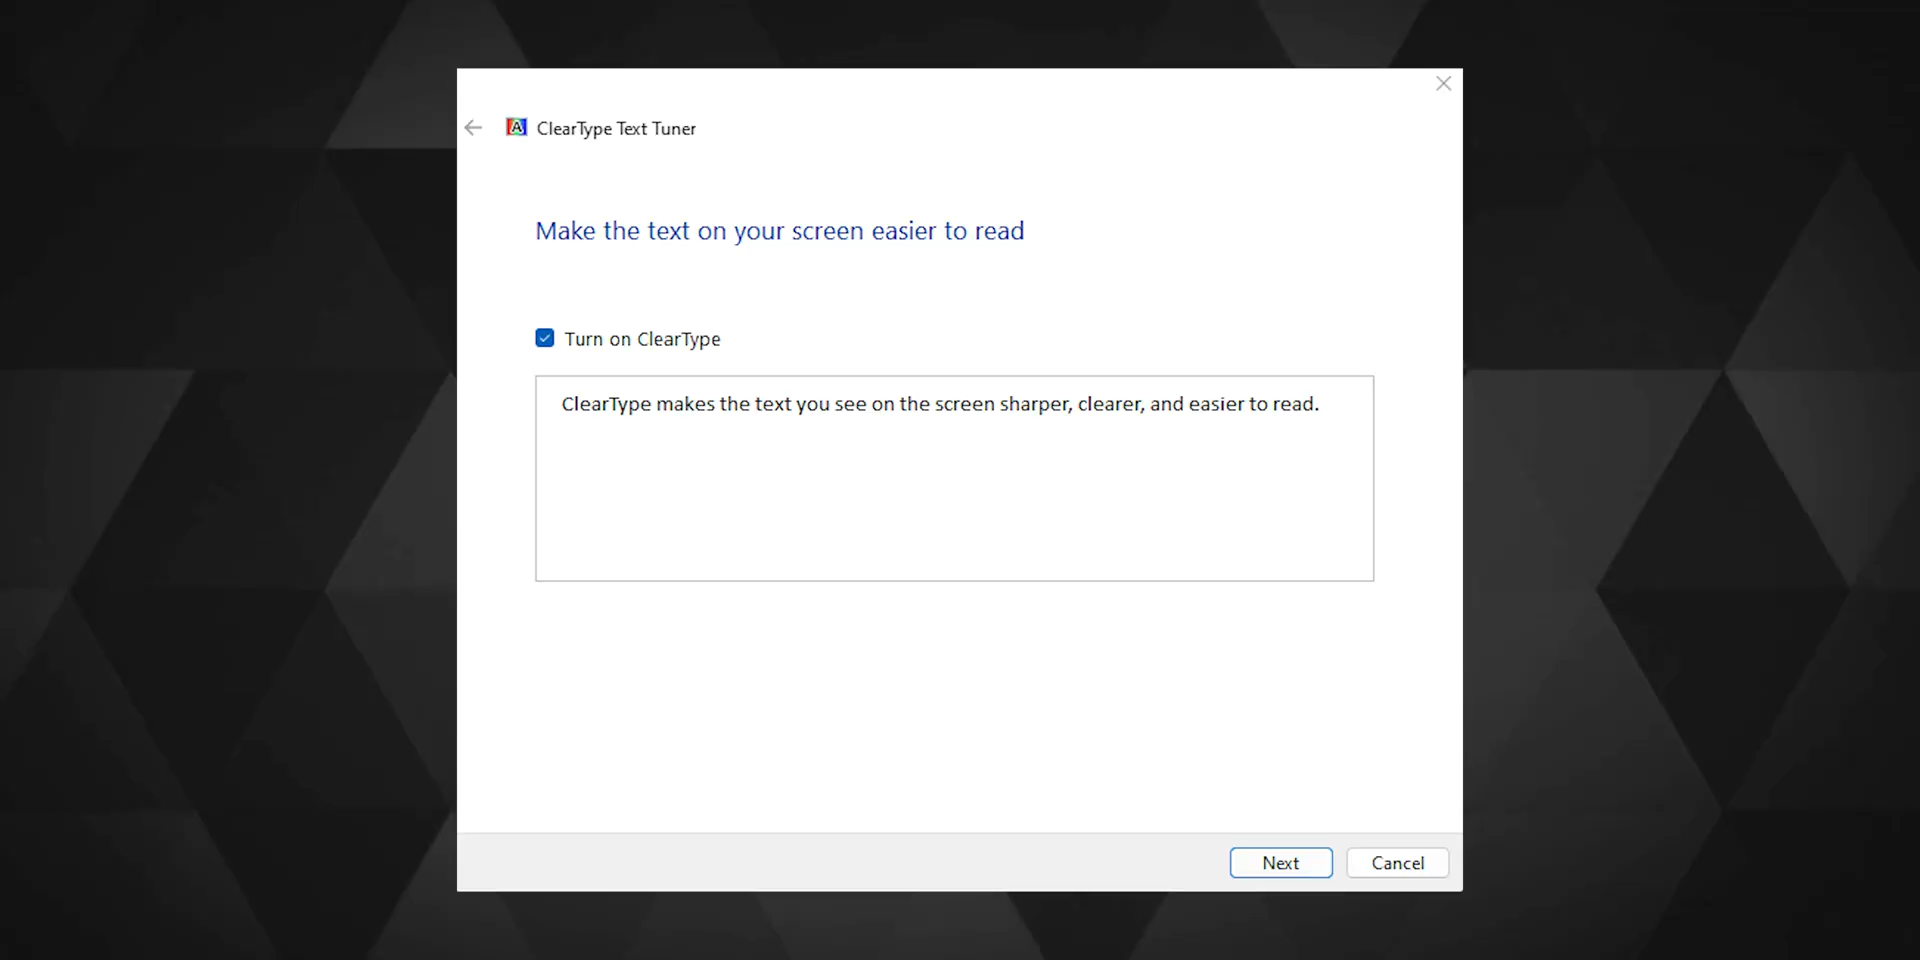 A ClearType Text Tuner
Make the text on your screen easier to read
Turn on ClearType
ClearType makes the text you see on the screen sharper, clearer, and easier to read.
Next Cancel